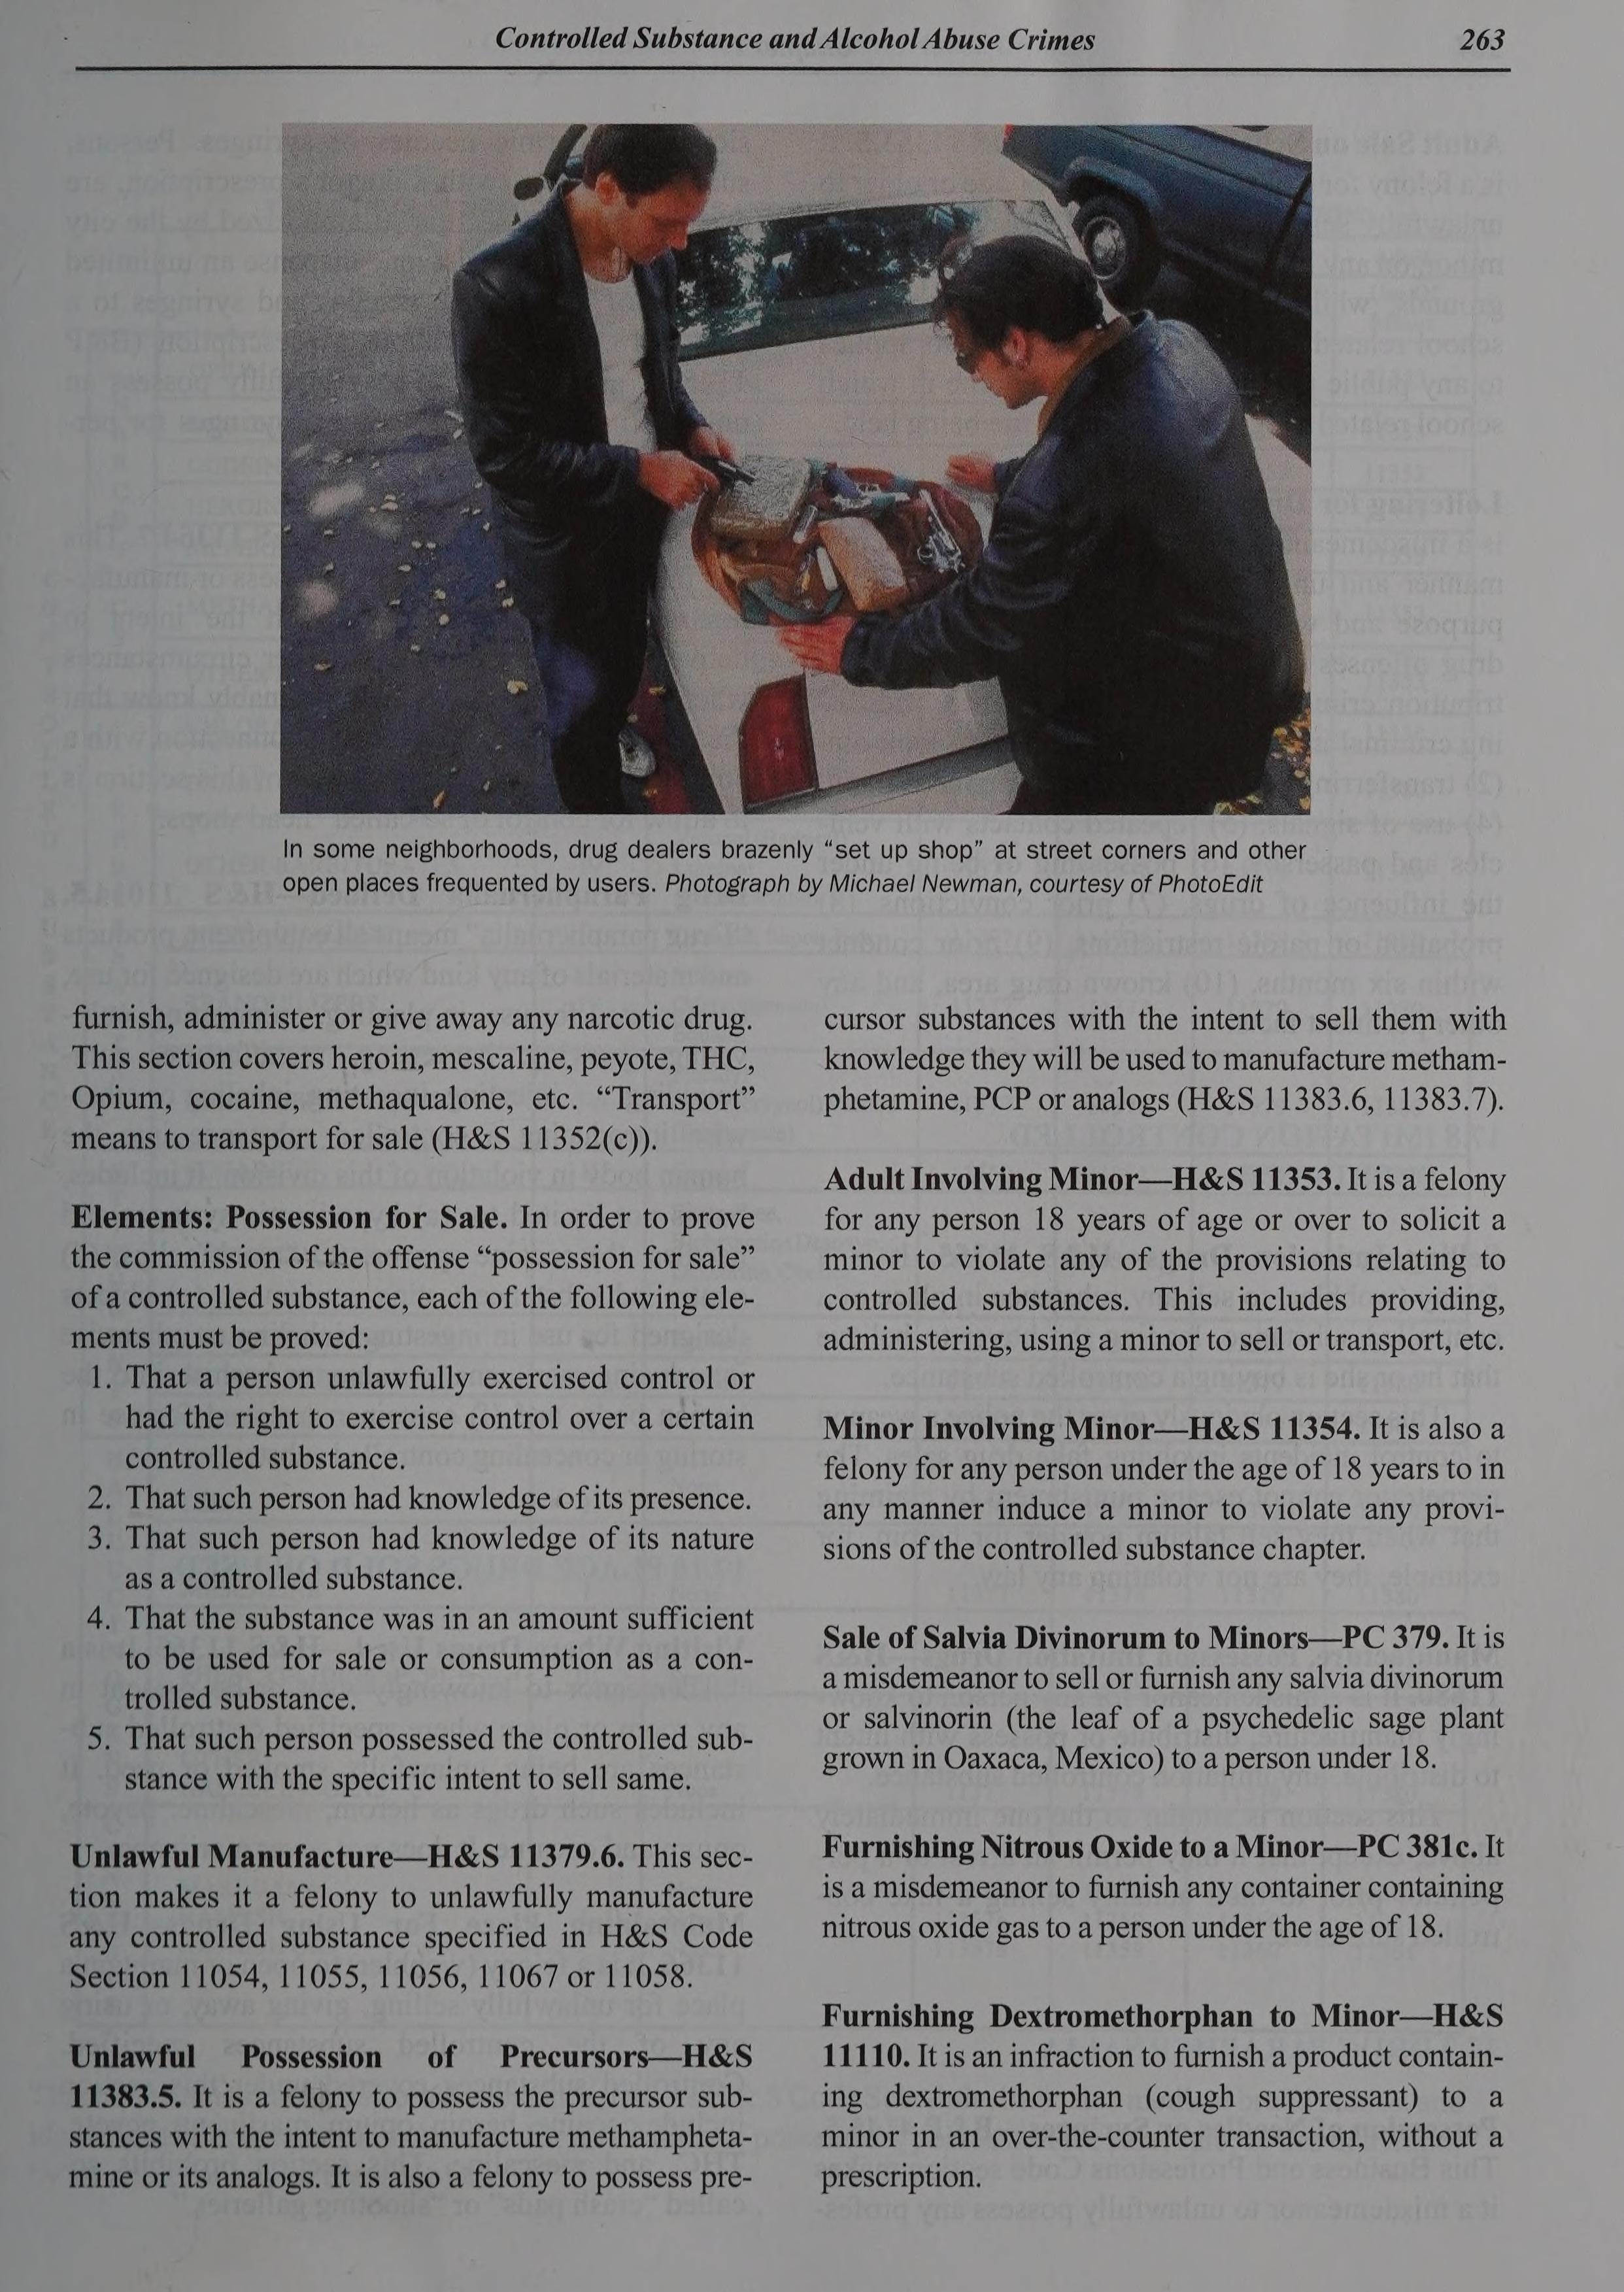 Controlled Substance and Alcohol Abuse Crimes 263
In some neighborhoods, drug dealers brazenly “set up shop” at street corners and other
open places frequented by users. Photograph by Michael Newman, courtesy of PhotoEdit
furnish, administer or give away any narcotic drug.
This section covers heroin, mescaline, peyote, THC,
Opium, cocaine, methaqualone, etc. “Transport”
means to transport for sale (H&S 11352(c)).
Elements: Possession for Sale. In order to prove
the commission of the offense “possession for sale”
of a controlled substance, each of the following ele-
ments must be proved:
1. That a person unlawfully exercised control or
had the right to exercise control over a certain
controlled substance.
2. That such person had knowledge of its presence.
3. That such person had knowledge of its nature
as a controlled substance.
4. That the substance was in an amount sufficient
to be used for sale or consumption as a con-
trolled substance.
5. That such person possessed the controlled sub-
stance with the specific intent to sell same.
Unlawful Manufacture—H&S 11379.6. This sec-
tion makes it a felony to unlawfully manufacture
any controlled substance specified in H&S Code
Section 11054, 11055, 11056, 11067 or 11058.
Unlawful Possession of Precursors—H&S
11383.5. It is a felony to possess the precursor sub-
stances with the intent to manufacture methampheta-
mine or its analogs. It is also a felony to possess pre-
cursor substances with the intent to sell them with
knowledge they will be used to manufacture metham-
phetamine, PCP or analogs (H&S 11383.6, 11383.7).
Adult Involving Minor—H&S 11353. It is a felony
for any person 18 years of age or over to solicit a
minor to violate any of the provisions relating to
controlled substances. This includes providing,
administering, using a minor to sell or transport, etc.
Minor Involving Minor—H&S 11354. It is also a
felony for any person under the age of 18 years to in
any manner induce a minor to violate any provi-
sions of the controlled substance chapter.
Sale of Salvia Divinorum to Minors—PC 379. It is
a misdemeanor to sell or furnish any salvia divinorum
or salvinorin (the leaf of a psychedelic sage plant
grown in Oaxaca, Mexico) to a person under 18.
Furnishing Nitrous Oxide to a Minor—PC 381c. It
is a misdemeanor to furnish any container containing
nitrous oxide gas to a person under the age of 18.
Furnishing Dextromethorphan to Minor—H&S
11110. It is an infraction to furnish a product contain-
ing dextromethorphan (cough suppressant) to a
minor in an over-the-counter transaction, without a
prescription.